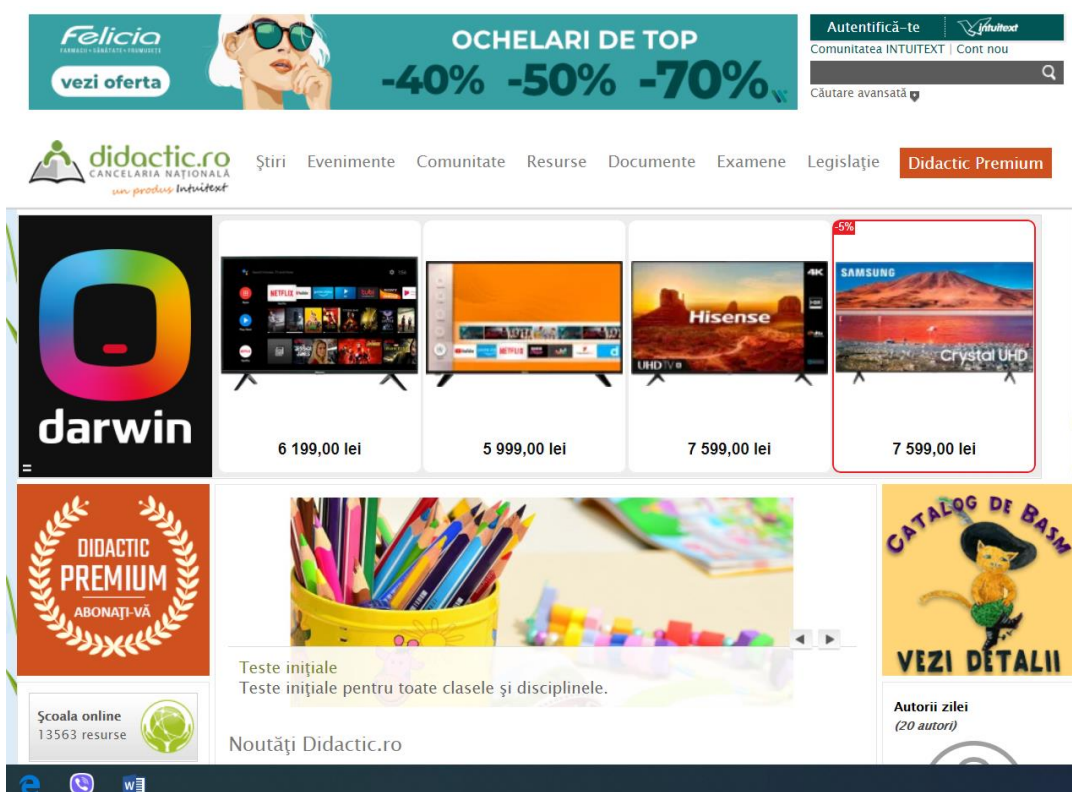 Felicia
FARMACII • SĂNĂTATE • FRUMUSEȚE
vezi oferta
OCHELARI DE TOP
-40% -50% -70%
Autentifică-te
Intuitext
Comunitatea INTUITEXT | Cont nou
Căutare avansată
didactic.ro
CANCELARIA NAȚIONALĂ
un produs Intuitext
Știri Evenimente Comunitate Resurse Documente Examene Legislație Didactic Premium
darwin
NETFLIX
6 199,00 lei
NETFLIX
5 999,00 lei
4K
HDR
Hisense
UHD TV
7 599,00 lei
-5%
SAMSUNG
Crystal UHD
7 599,00 lei
DIDACTIC
PREMIUM
ABONAȚI-VĂ
Teste inițiale
Teste inițiale pentru toate clasele și disciplinele.
CATALOG DE BASM
VEZI DETALII
Școala online
13563 resurse
Noutăți Didactic.ro
Autorii zilei
(20 autori)